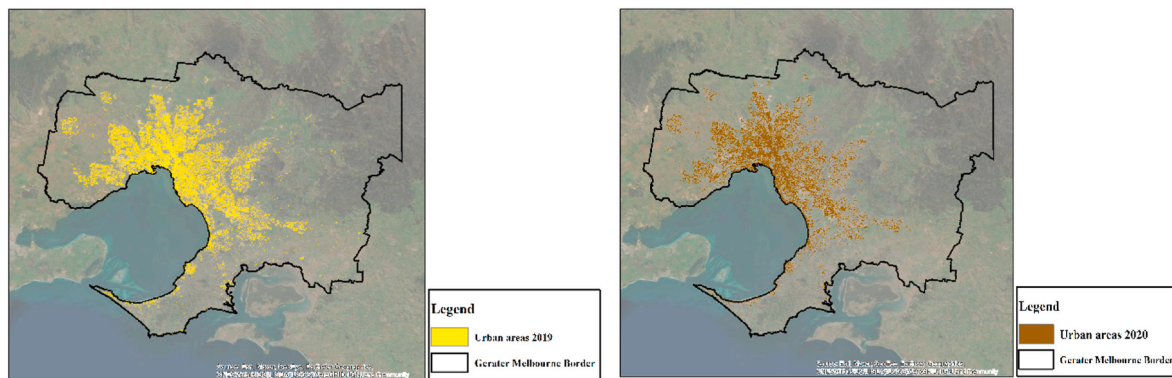 Legend
Urban areas 2019
Gerater Melbourne Border
Legend
Urban areas 2020
Gerater Melbourne Border